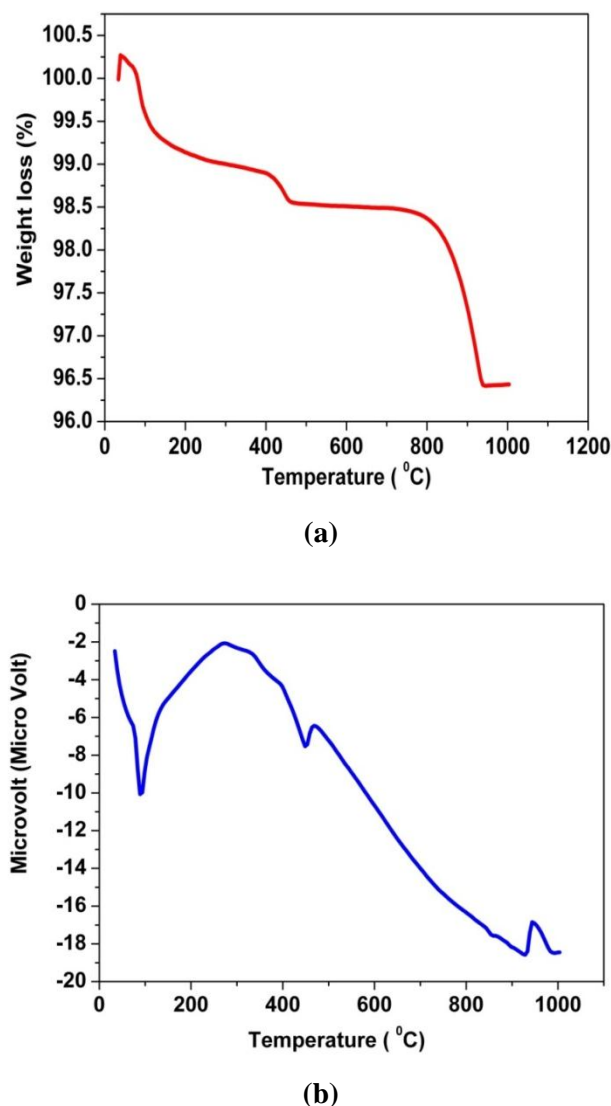 100.5
100.0
99.5
99.0
98.5
98.0
97.5
97.0
96.5
96.0
Weight loss (%)
0 200 400 600 800 1000 1200
Temperature ( ⁰C)
(a)
0
-2
-4
-6
-8
-10
-12
-14
-16
-18
-20
Microvolt (Micro Volt)
0 200 400 600 800 1000
Temperature ( ⁰C)
(b)